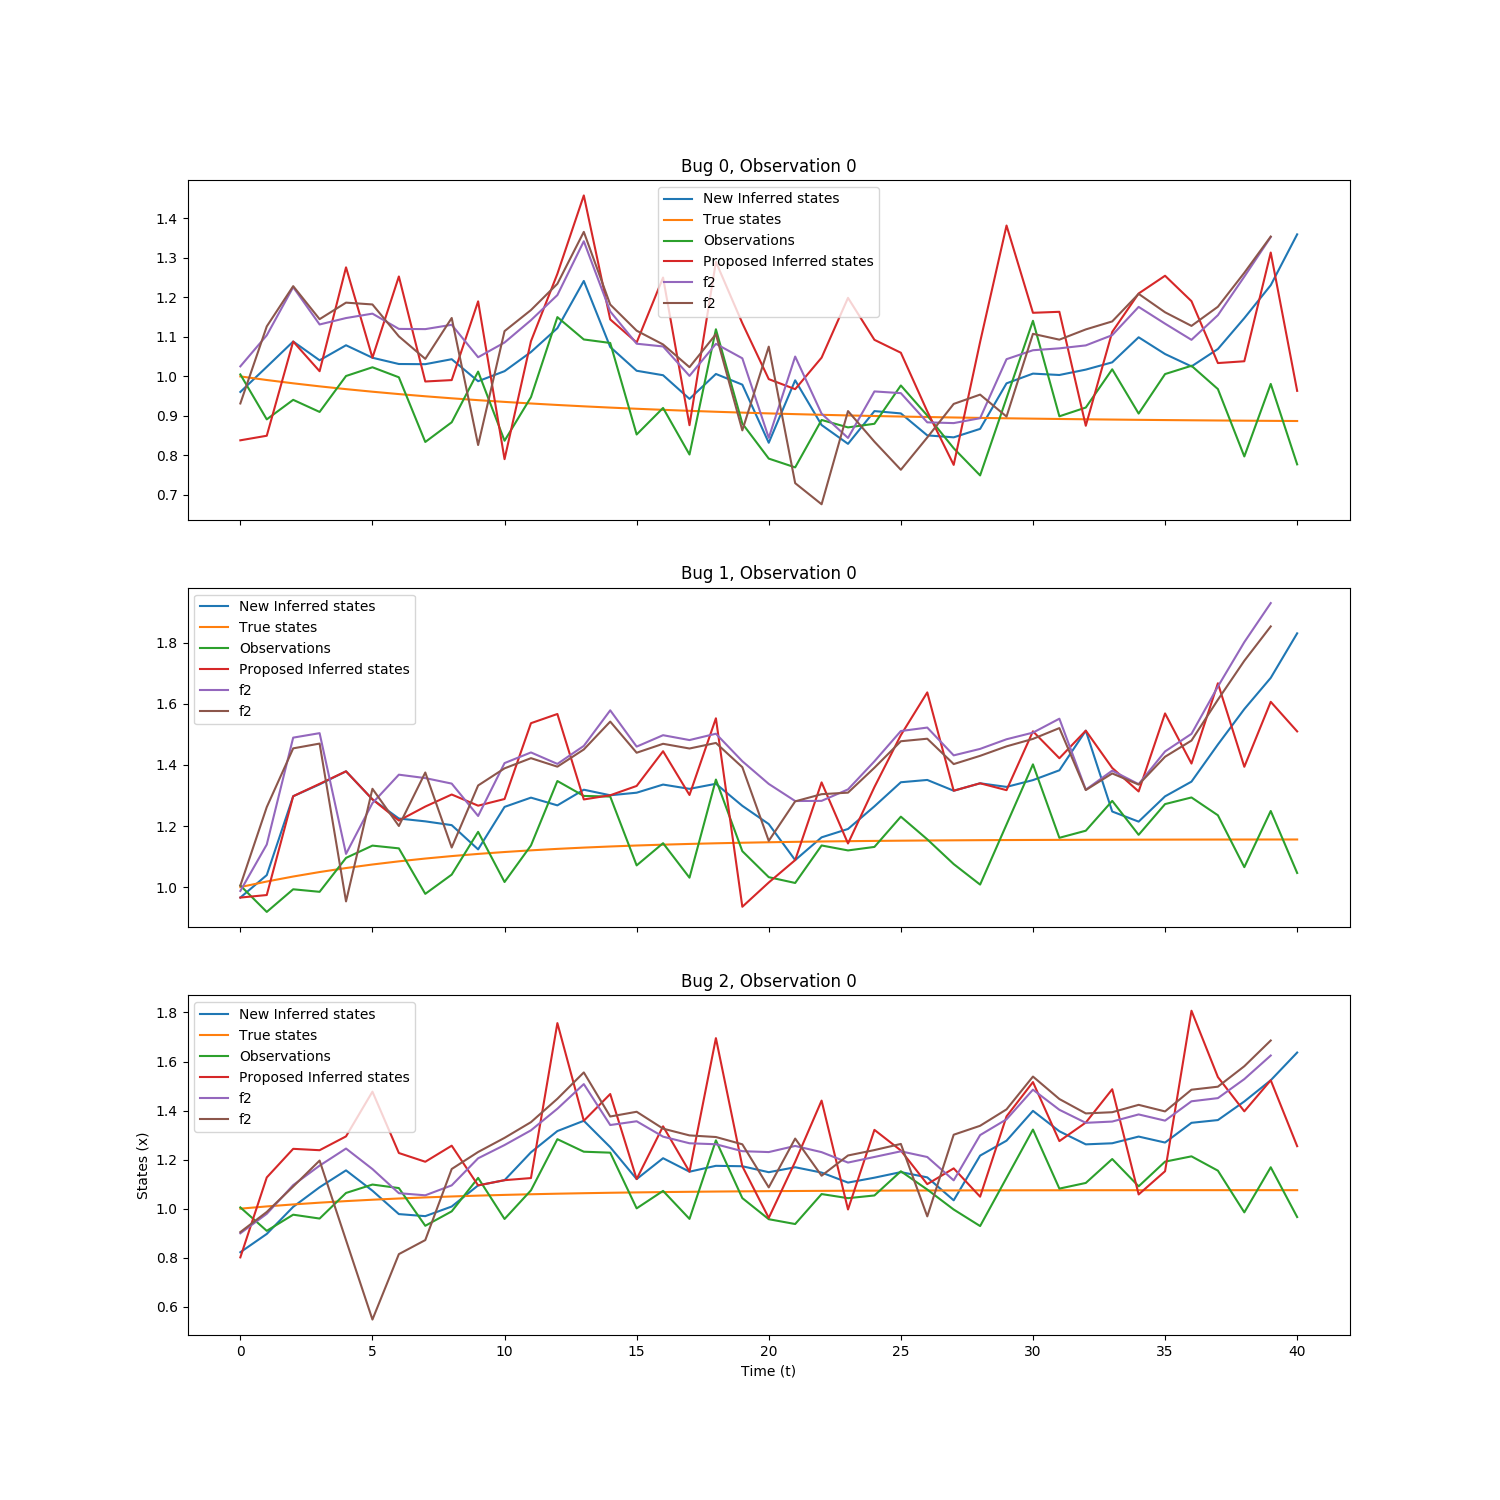 Bug 0, Observation 0
New Inferred states
True states
Observations
Proposed Inferred states
f2
f2
1.4
1.3
1.2
1.1
1.0
0.9
0.8
0.7
Bug 1, Observation 0
New Inferred states
True states
Observations
Proposed Inferred states
f2
f2
1.8
1.6
1.4
1.2
1.0
Bug 2, Observation 0
New Inferred states
True states
Observations
Proposed Inferred states
f2
f2
1.8
1.6
1.4
1.2
1.0
0.8
0.6
States (x)
0 5 10 15 20 25 30 35 40
Time (t)